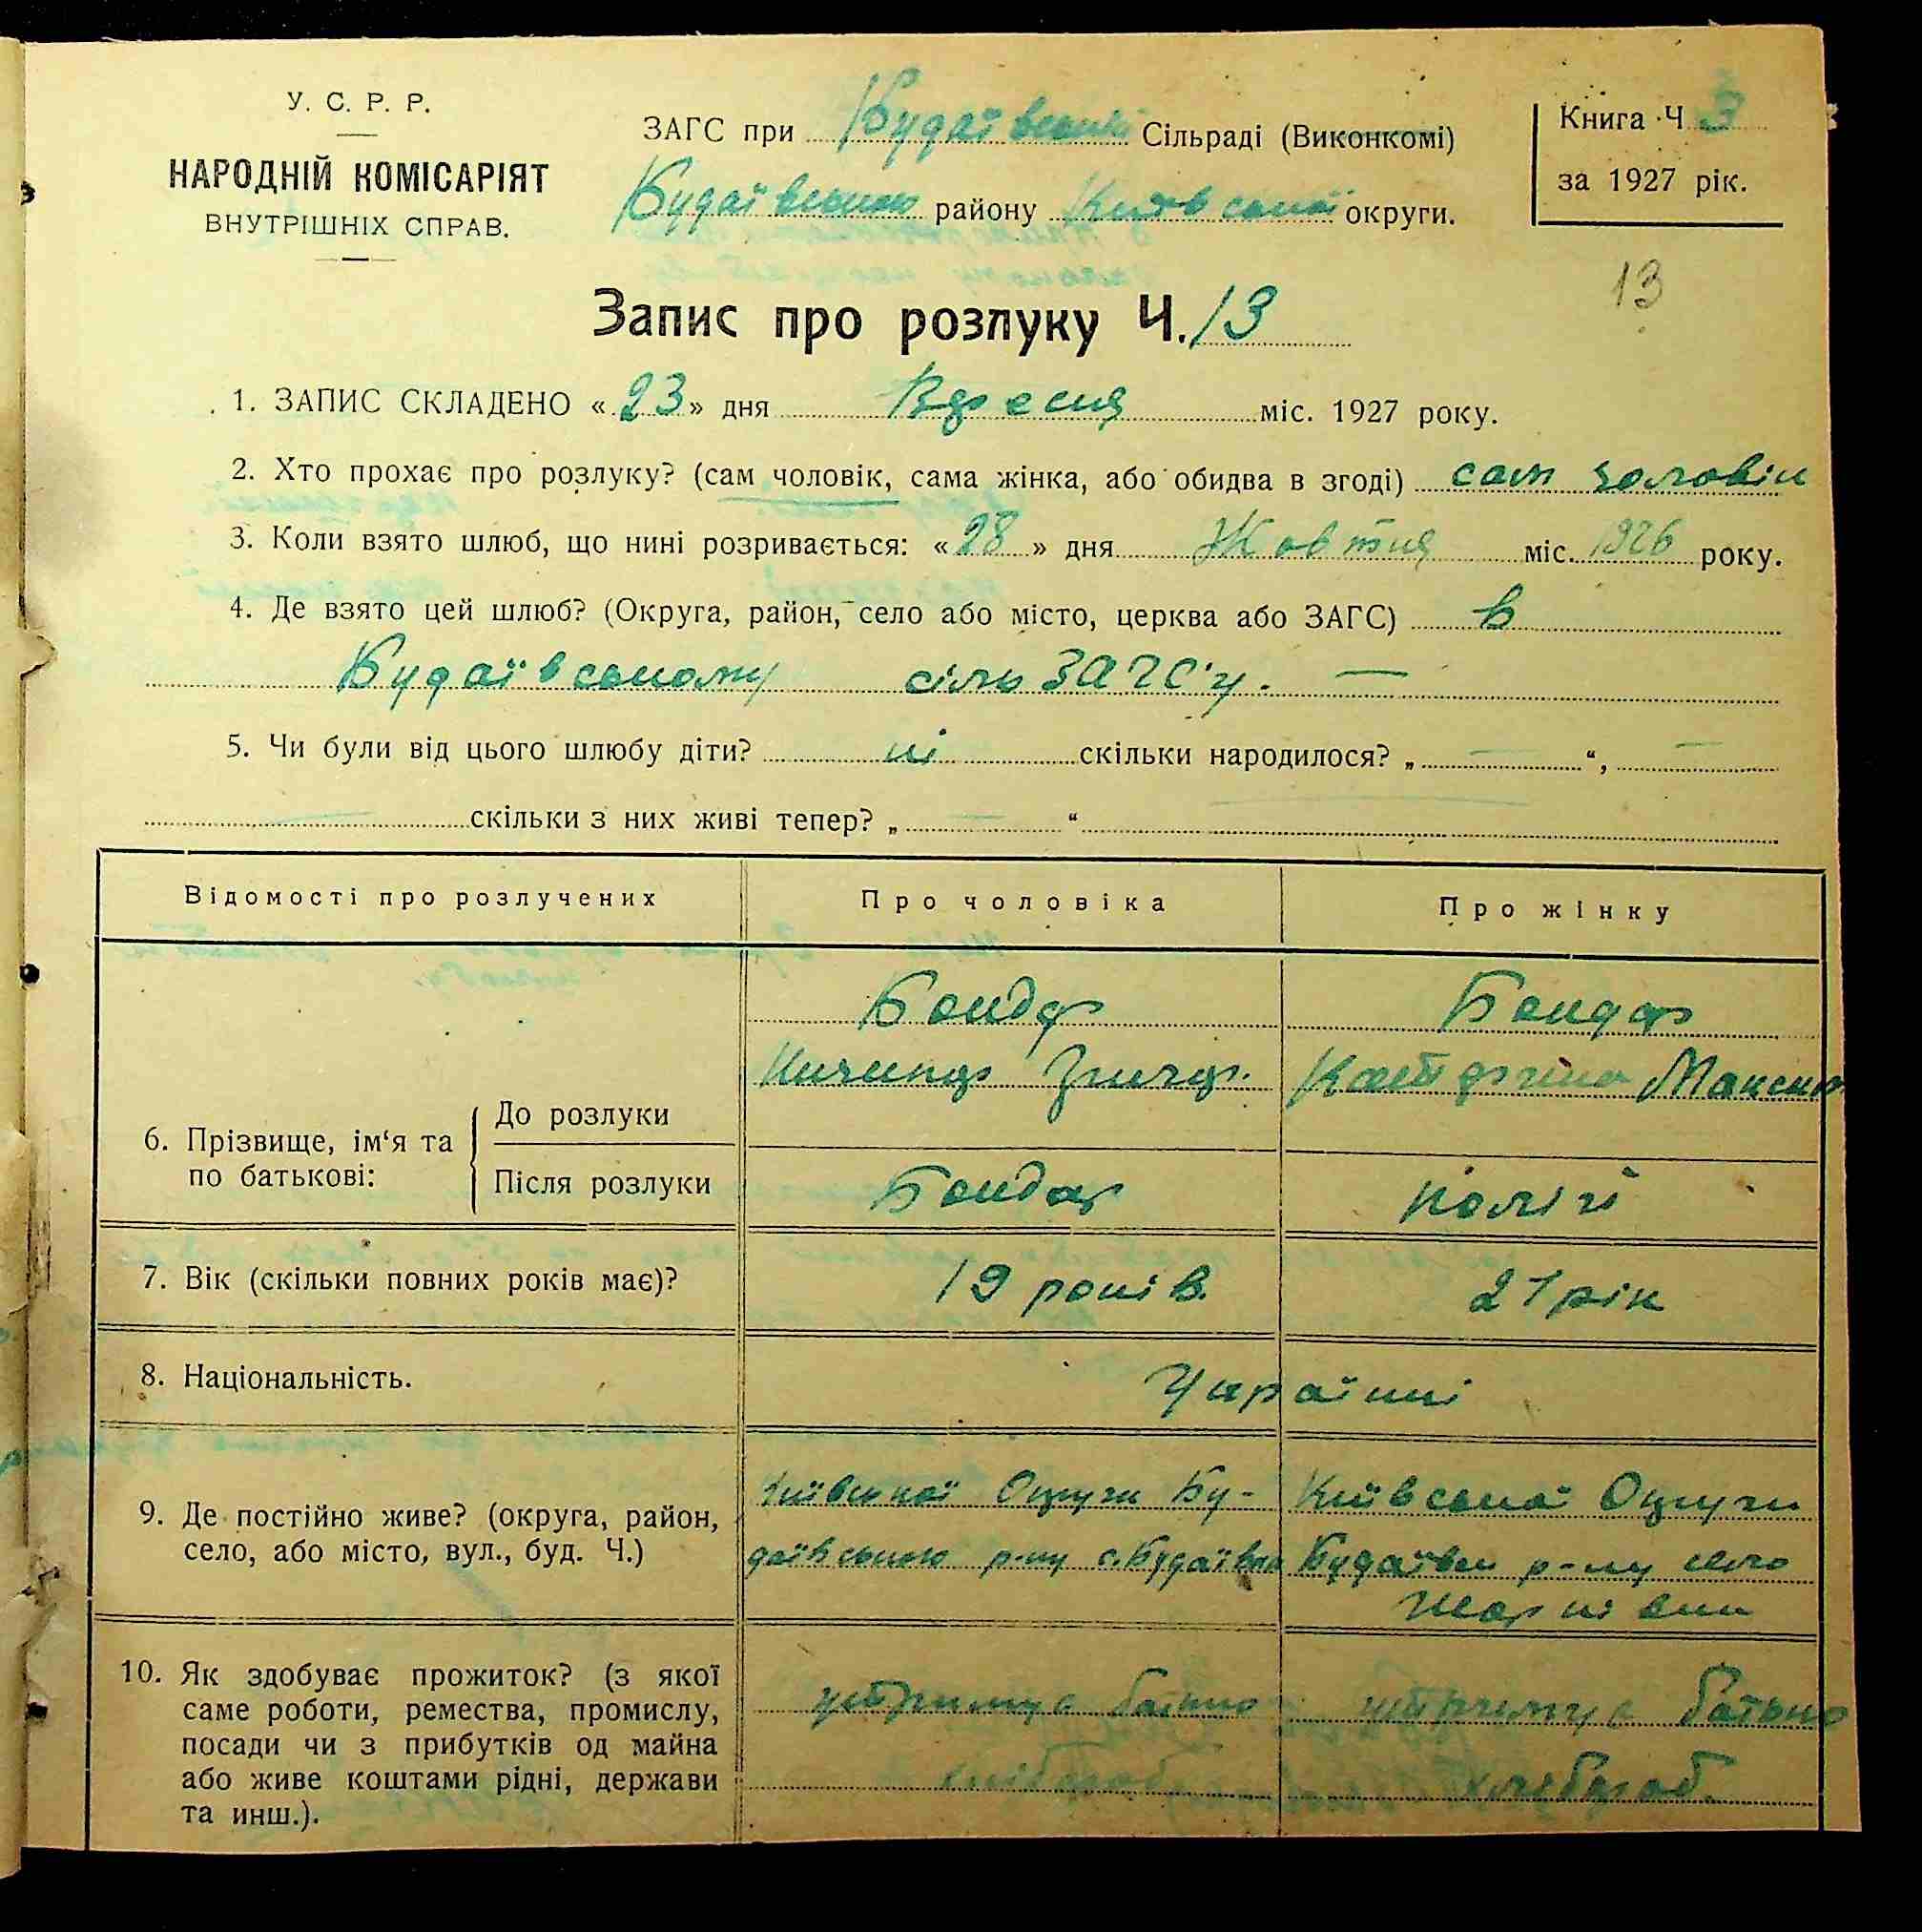 У. С. Р. Р.
НАРОДНІЙ КОМІСАРІЯТ
ВНУТРІШНІХ СПРАВ.
ЗАГС при Будаївські Сільраді (Виконкомі)
Будаївського району Київської округи.
Книга Ч 3
за 1927 рік.
13
Запис про розлуку Ч. 13
1. ЗАПИС СКЛАДЕНО « 23 » дня Вересня міс. 1927 року.
2. Хто прохає про розлуку? (сам чоловік, сама жінка, або обидва в згоді) сам чоловік
3. Коли взято шлюб, що нині розривається: « 28 » дня Жовтня міс. 1926 року.
4. Де взято цей шлюб? (Округа, район, село або місто, церква або ЗАГС) в
Будаївському сільЗАГС'у. —
5. Чи були від цього шлюбу діти? ні скільки народилося? „ — “, —
— скільки з них живі тепер? „ — “
Відомості про розлучених Про чоловіка Про жінку
Бондар Бондар
Катерина Максим
6. Прізвище, ім‘я та по батькові:
До розлуки
Після розлуки Бондар Палій
7. Вік (скільки повних років має)? 19 років. 21 рік
8. Національність. Українці
9. Де постійно живе? (округа, район, село, або місто, вул., буд. Ч.)
Київської Округи Бу-
даївського р-ну с. Будаївка
Київської Округи
Будаївск р-ну село
10. Як здобуває прожиток? (з якої
саме роботи, ремества, промислу,
посади чи з прибутків од майна
або живе коштами рідні, держави
та инш.).
утримує батько утримує батько
хлібороб хлібороб.